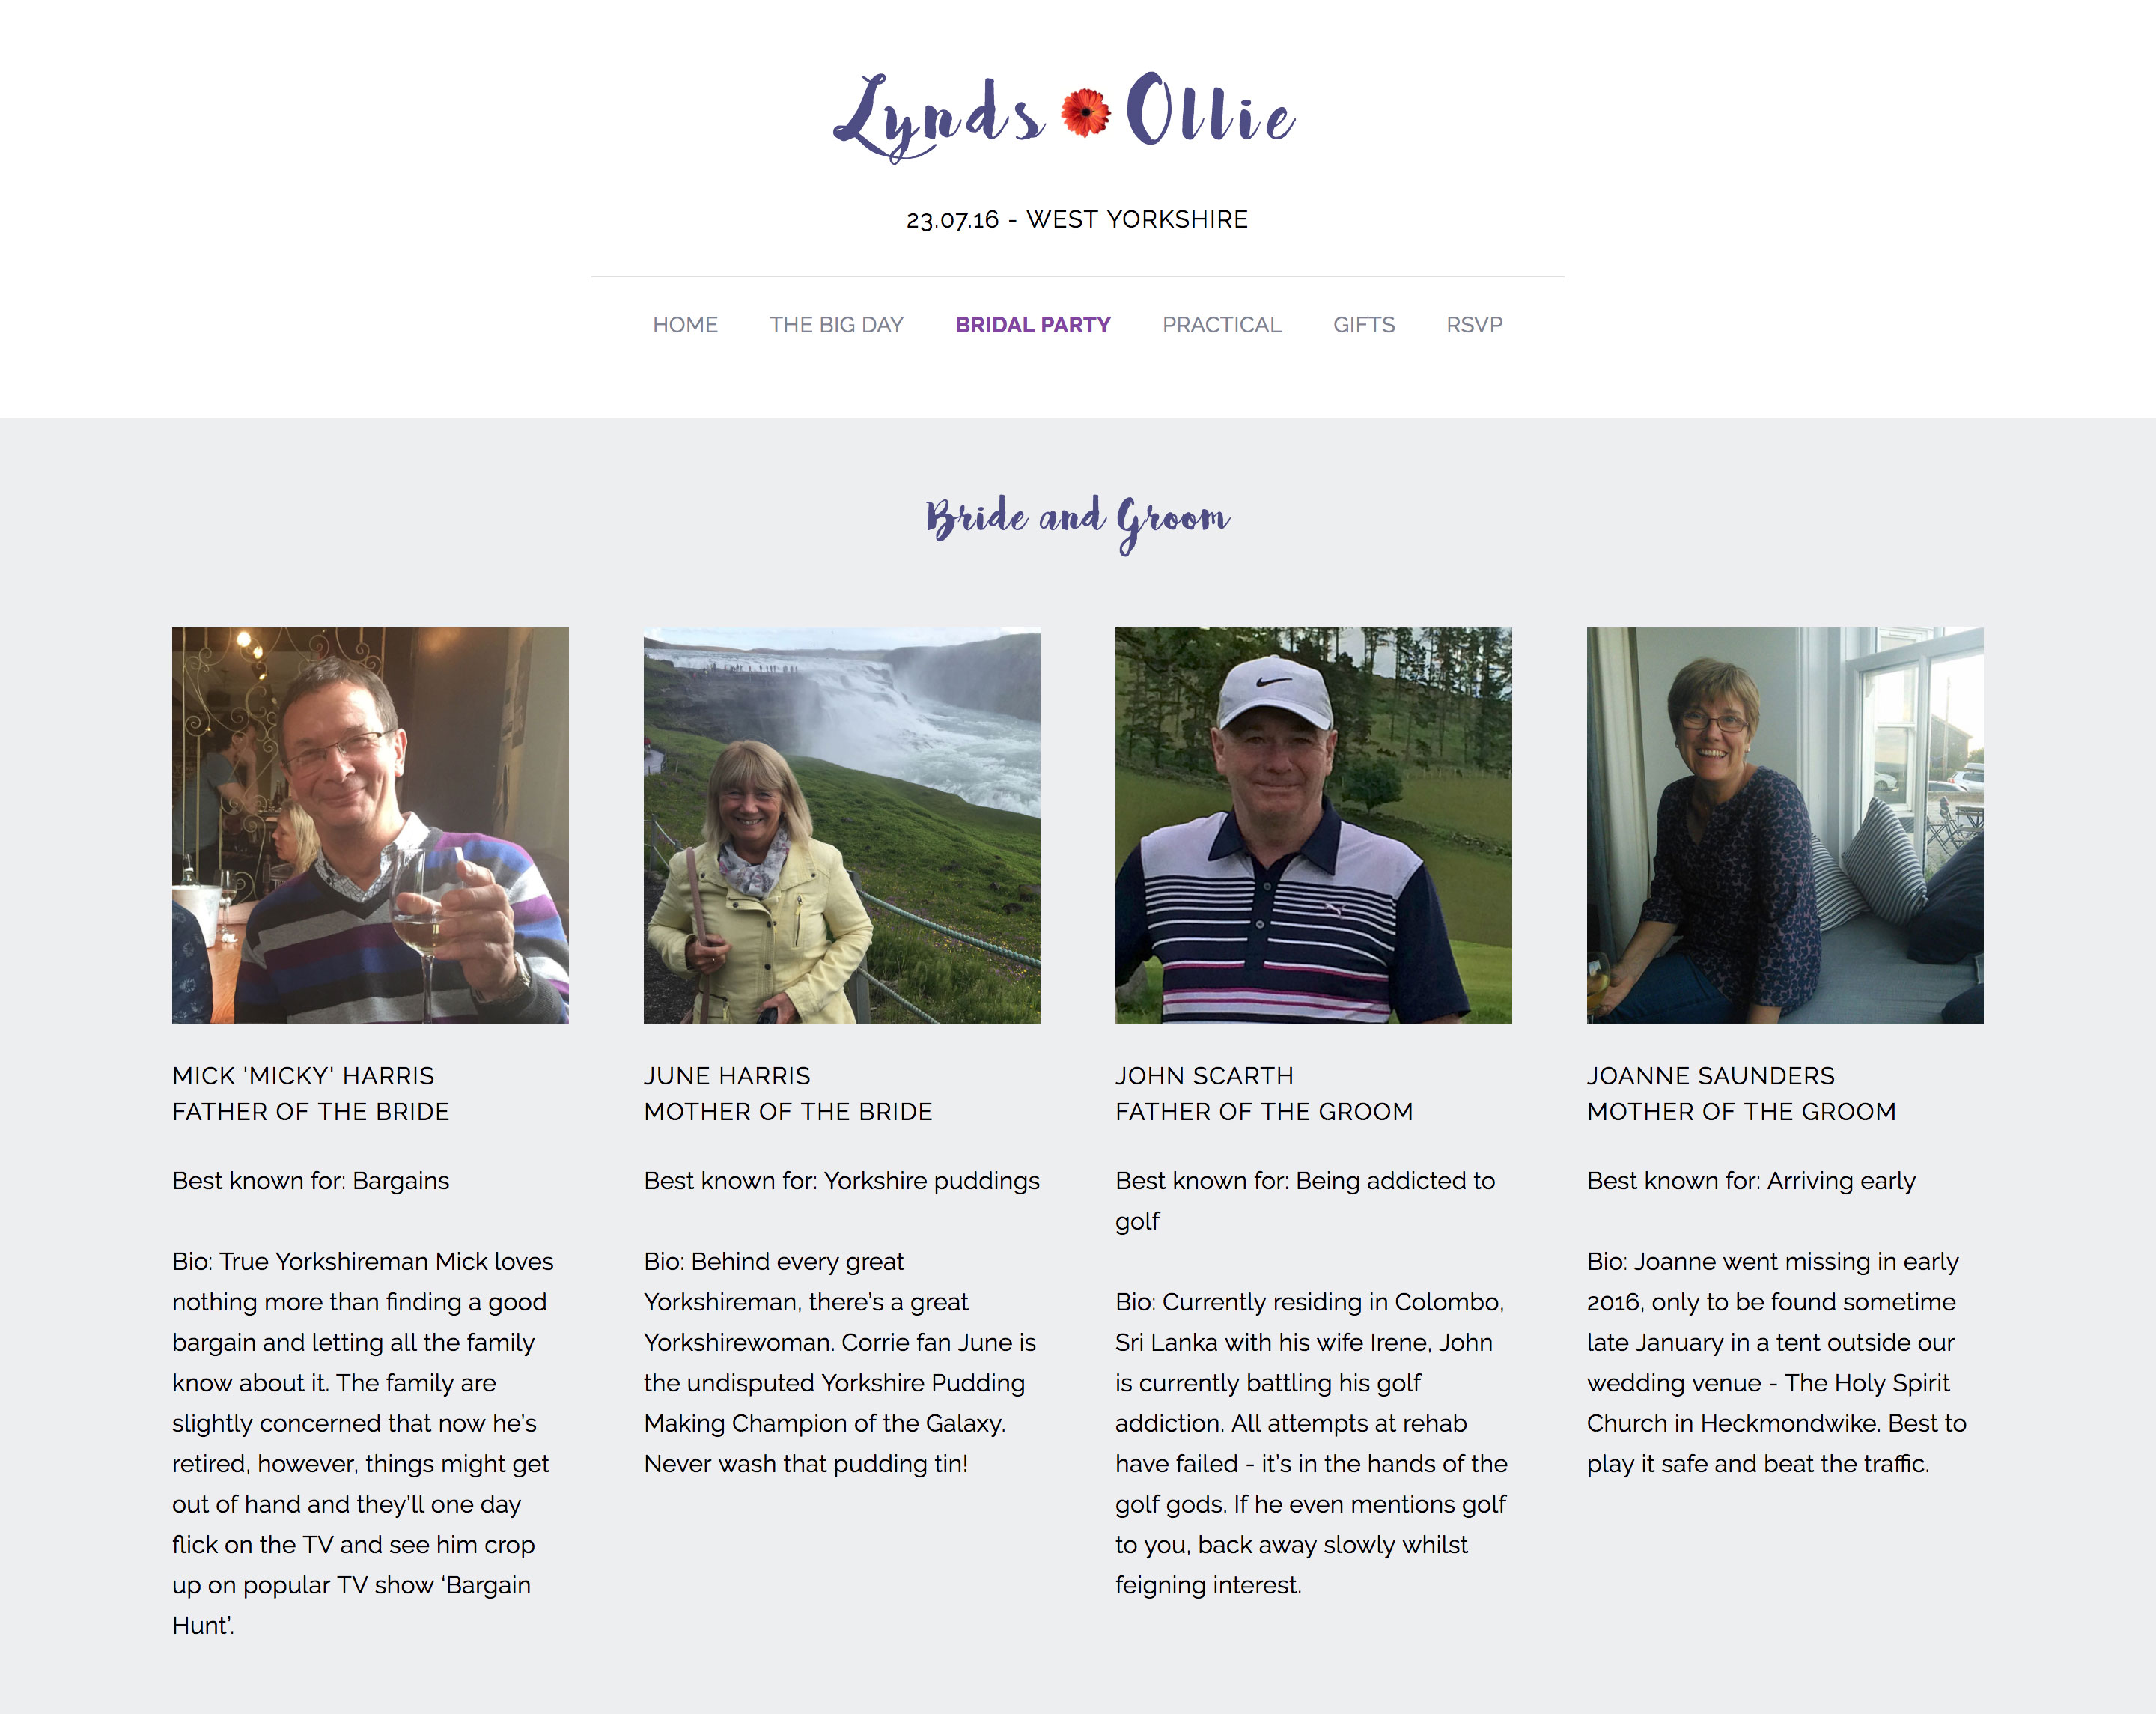 Lynds Ollie
23.07.16 - WEST YORKSHIRE
HOME THE BIG DAY BRIDAL PARTY PRACTICAL GIFTS RSVP
Bride and Groom
MICK 'MICKY' HARRIS
FATHER OF THE BRIDE
Best known for: Bargains
Bio: True Yorkshireman Mick loves
nothing more than finding a good
bargain and letting all the family
know about it. The family are
slightly concerned that now he’s
retired, however, things might get
out of hand and they’ll one day
flick on the TV and see him crop
up on popular TV show ‘Bargain
Hunt’.
JUNE HARRIS
MOTHER OF THE BRIDE
Best known for: Yorkshire puddings
Bio: Behind every great
Yorkshireman, there’s a great
Yorkshirewoman. Corrie fan June is
the undisputed Yorkshire Pudding
Making Champion of the Galaxy.
Never wash that pudding tin!
JOHN SCARTH
FATHER OF THE GROOM
Best known for: Being addicted to
golf
Bio: Currently residing in Colombo,
Sri Lanka with his wife Irene, John
is currently battling his golf
addiction. All attempts at rehab
have failed - it’s in the hands of the
golf gods. If he even mentions golf
to you, back away slowly whilst
feigning interest.
JOANNE SAUNDERS
MOTHER OF THE GROOM
Best known for: Arriving early
Bio: Joanne went missing in early
2016, only to be found sometime
late January in a tent outside our
wedding venue - The Holy Spirit
Church in Heckmondwike. Best to
play it safe and beat the traffic.